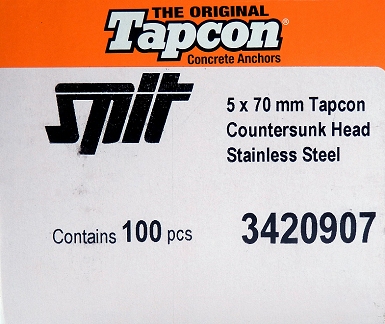 THE ORIGINAL
Tapcon
Concrete Anchors
spit
5 x 70 mm Tapcon
Countersunk Head
Stainless Steel
Contains 100 pcs
3420907